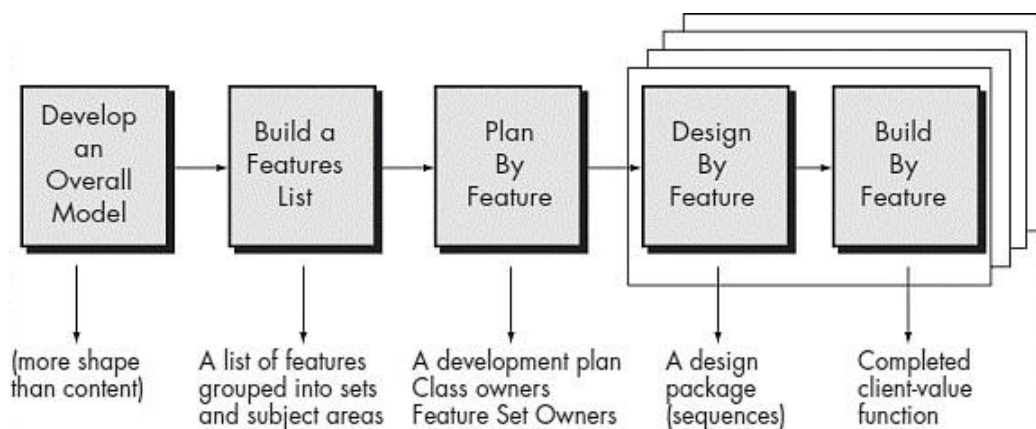 Develop
an
Overall
Model
Build a
Features
List
Plan
By
Feature
Design
By
Feature
Build
By
Feature
(more shape
than content)
A list of features
grouped into sets
and subject areas
A development plan
Class owners
Feature Set Owners
A design
package
(sequences)
Completed
client-value
function